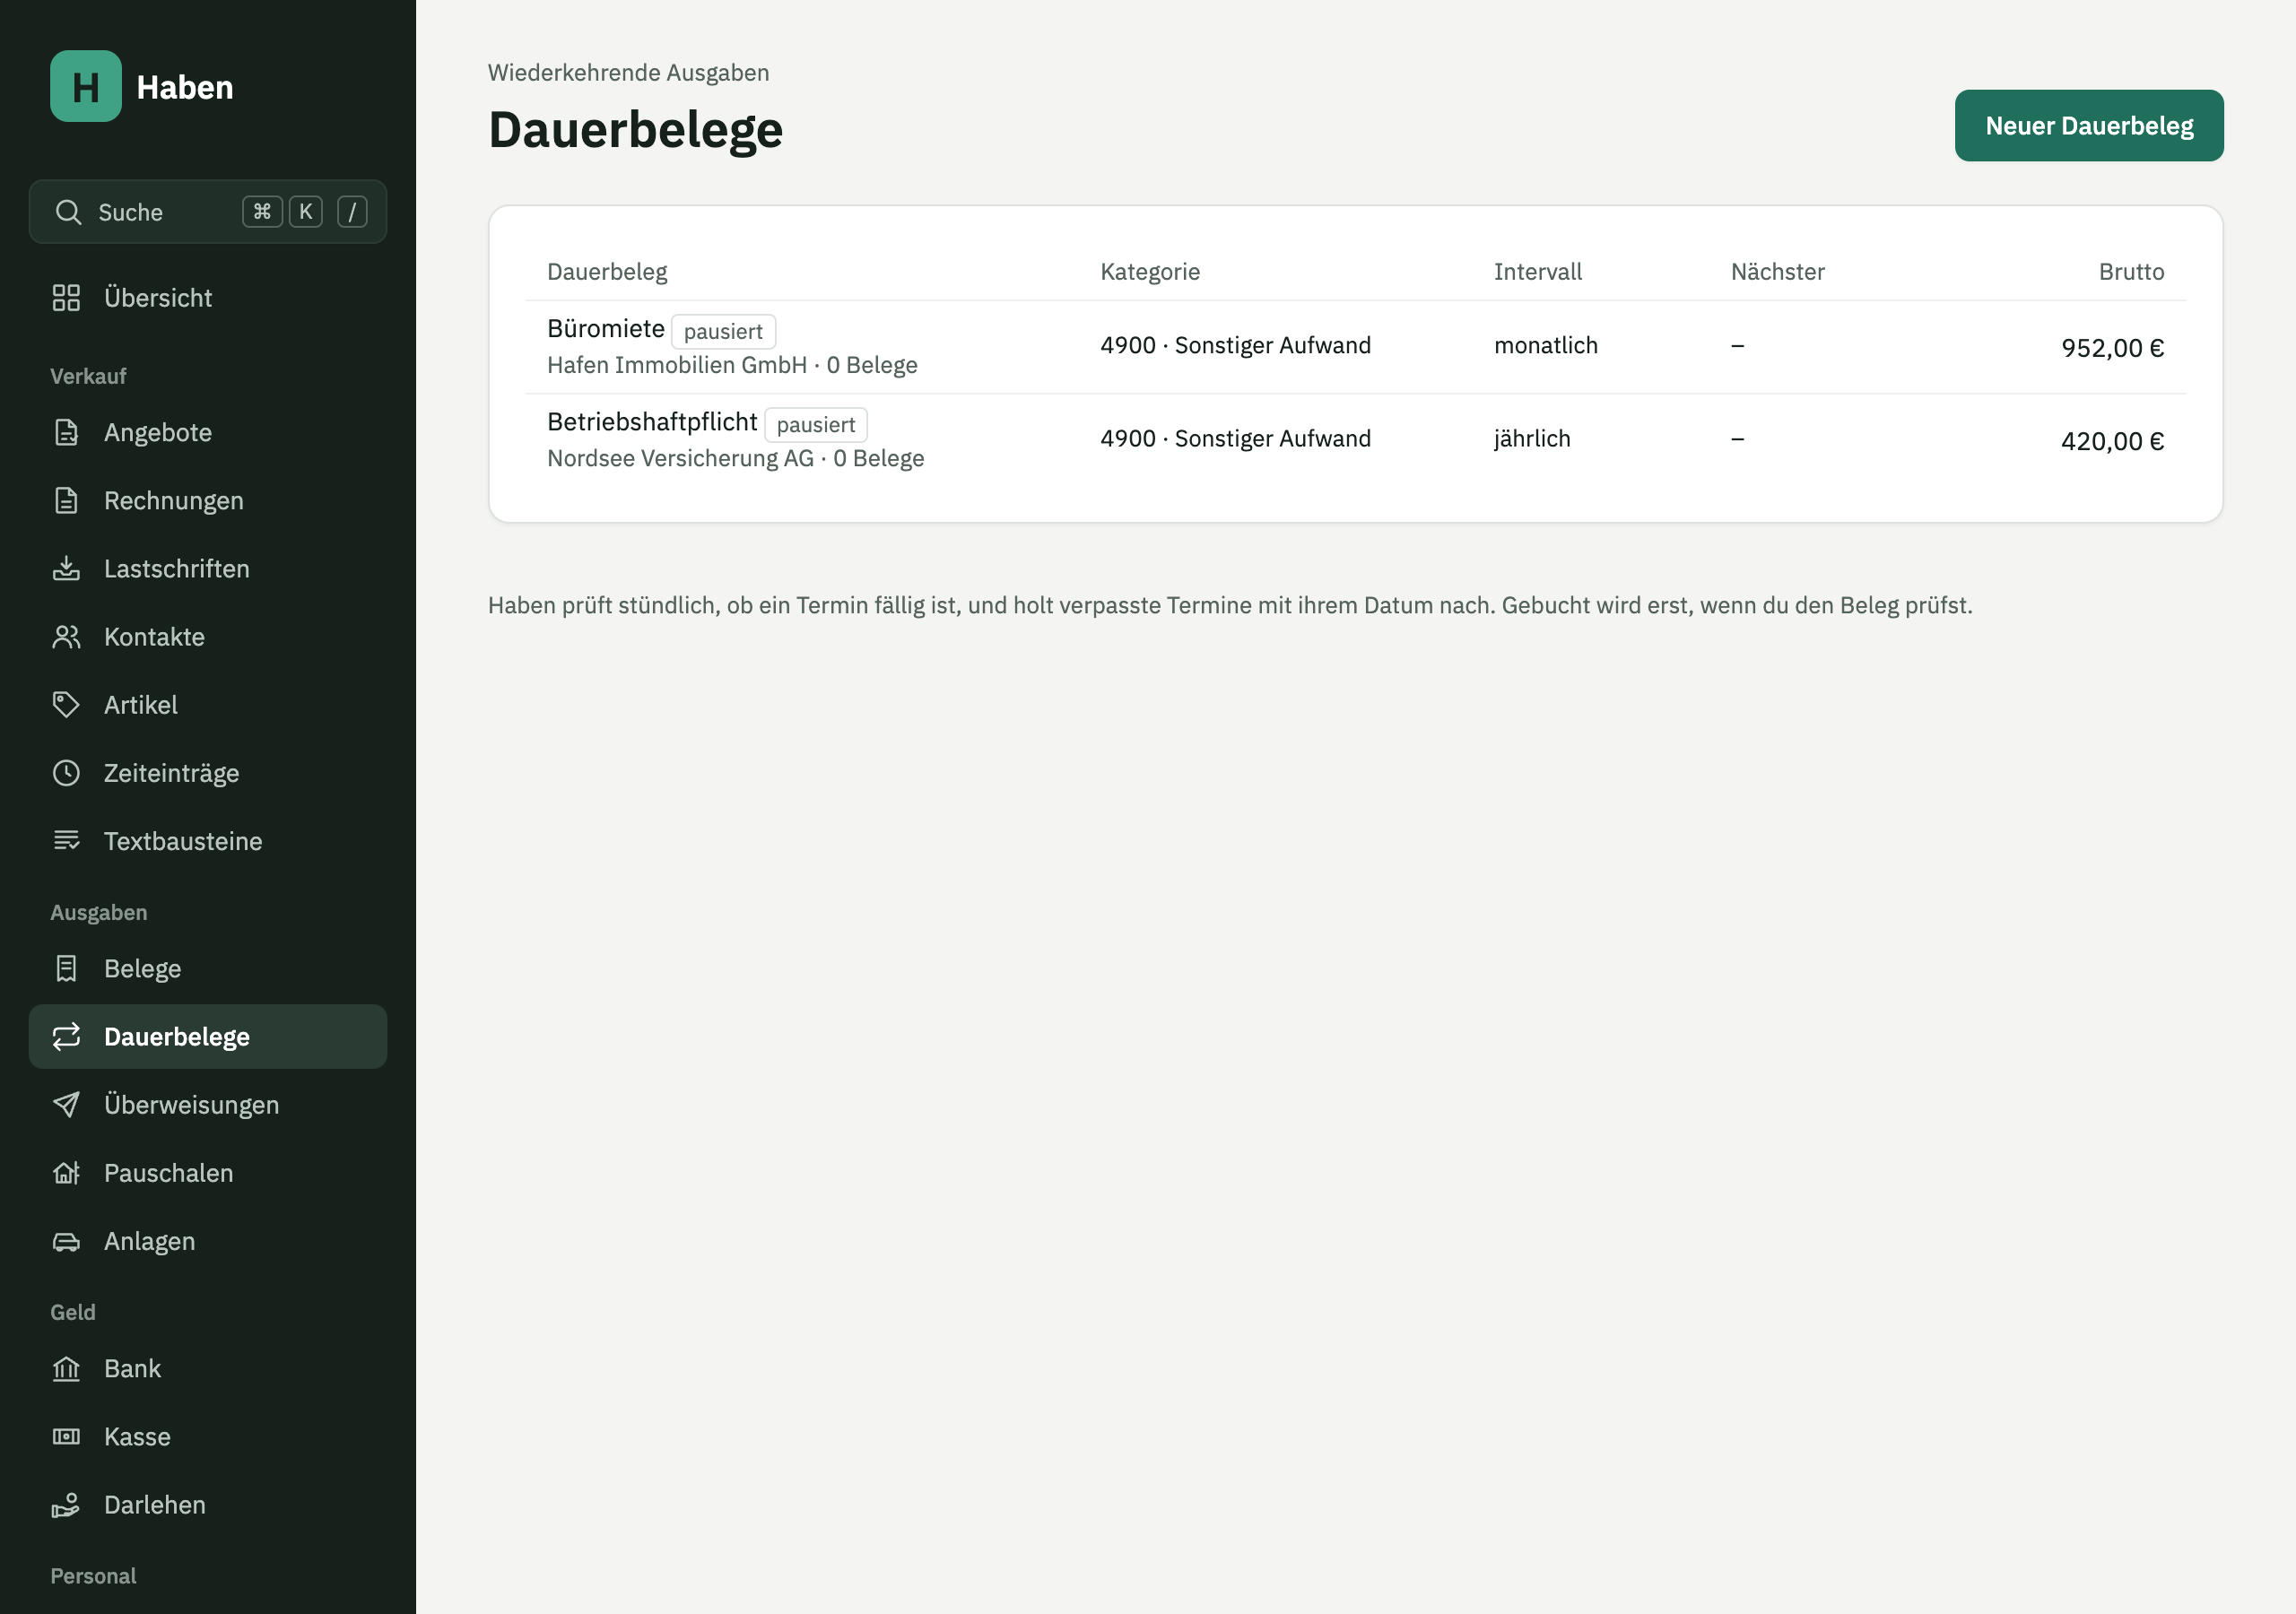 H Haben
Suche ⌘ K /
Übersicht
Verkauf
Angebote
Rechnungen
Lastschriften
Kontakte
Artikel
Zeiteinträge
Textbausteine
Ausgaben
Belege
Dauerbelege
Überweisungen
Pauschalen
Anlagen
Geld
Bank
Kasse
Darlehen
Personal
Wiederkehrende Ausgaben
Dauerbelege
Neuer Dauerbeleg
Dauerbeleg Kategorie Intervall Nächster Brutto
Büromiete pausiert
Hafen Immobilien GmbH · 0 Belege
4900 · Sonstiger Aufwand monatlich – 952,00 €
Betriebshaftpflicht pausiert
Nordsee Versicherung AG · 0 Belege
4900 · Sonstiger Aufwand jährlich – 420,00 €
Haben prüft stündlich, ob ein Termin fällig ist, und holt verpasste Termine mit ihrem Datum nach. Gebucht wird erst, wenn du den Beleg prüfst.